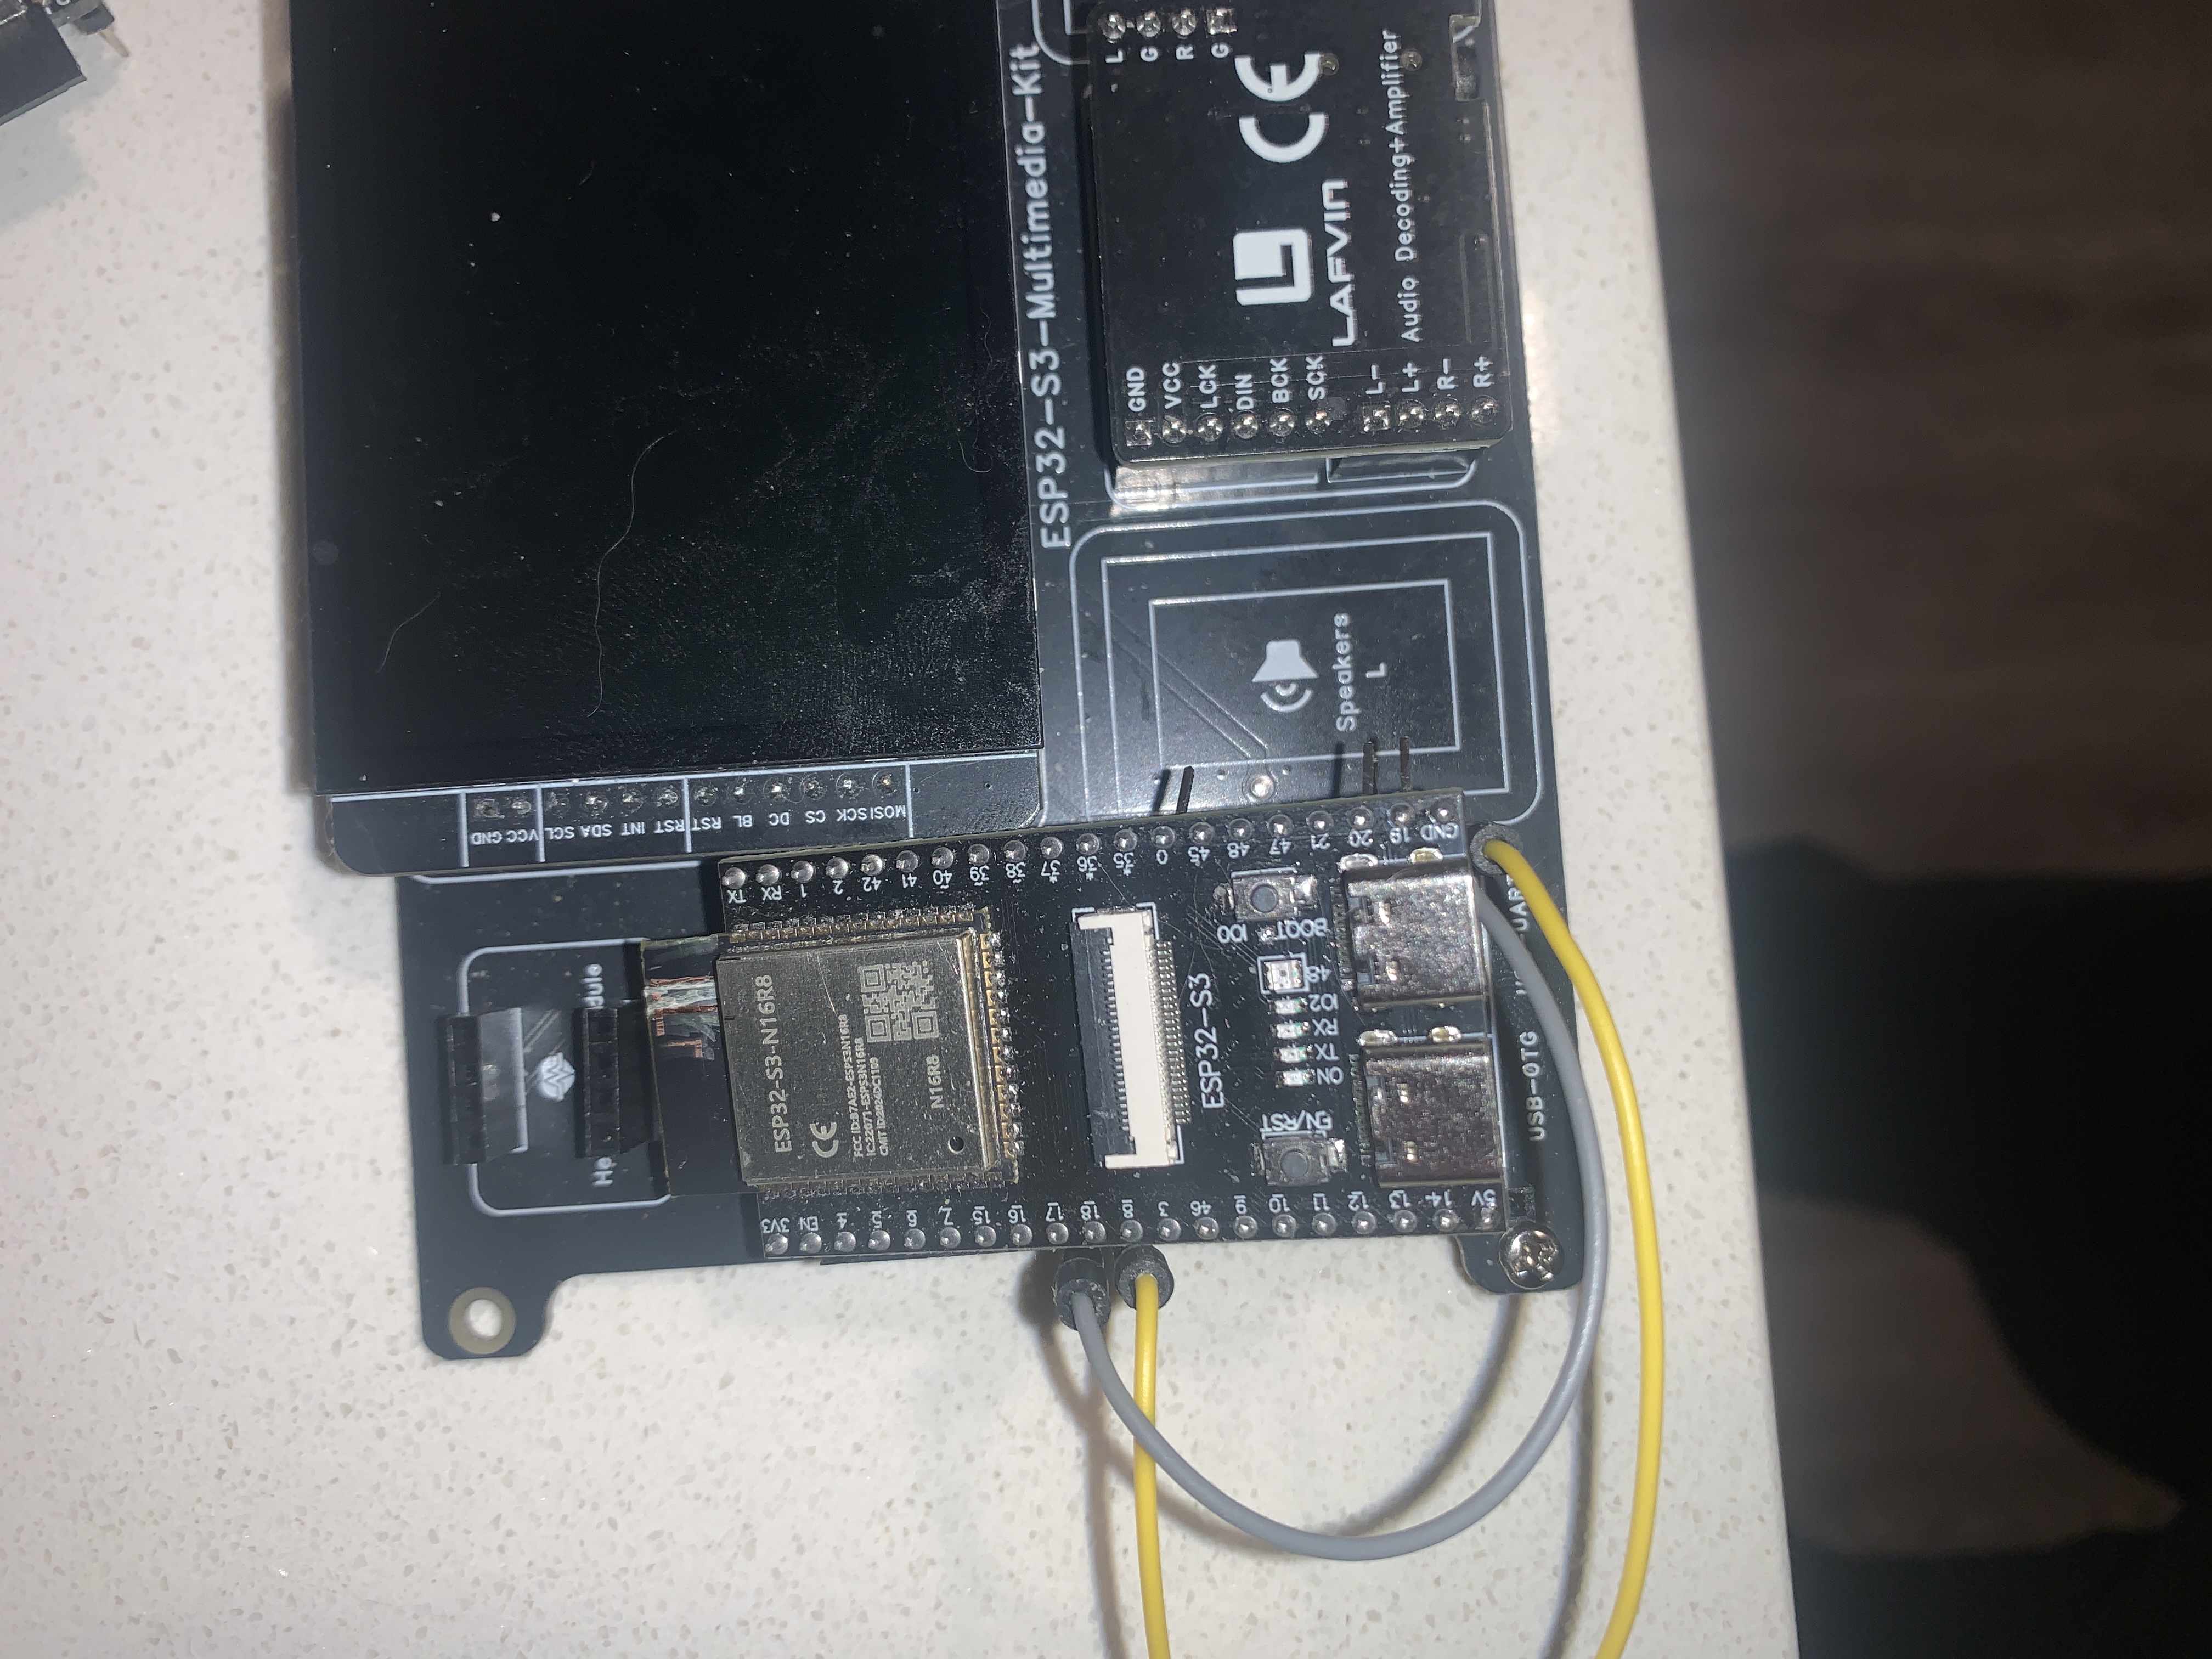 He dule
GND
VCC
SCL
SDA
INT
RST
RST
BL
DC
CS
SCK
MOSI
3V3
EN
4
5
6
7
15
16
17
18
8
3
46
9
10
11
12
13
14
5V
ESP32-S3-N16R8
CE
FCC ID:B7AE2-ESPS3N16R8
IC:22071-ESPS3N16R8
CMIT ID:2024DC1109
N16R8
TX
RX
1
2
42
41
40
39
38
*37
*36
*35
0
45
48
47
21
20
19
GND
ESP32-S3
EN/RST
ON
TX
RX
IO2
48
BOOT IO0
USB-OTG
UART
ESP32-S3-Multimedia-Kit
Speakers
L
GND
VCC
LCK
DIN
BCK
SCK
L-
L+
R-
R+
L
G
R
G
LAFVIN
CE
Audio Decoding+Amplifier